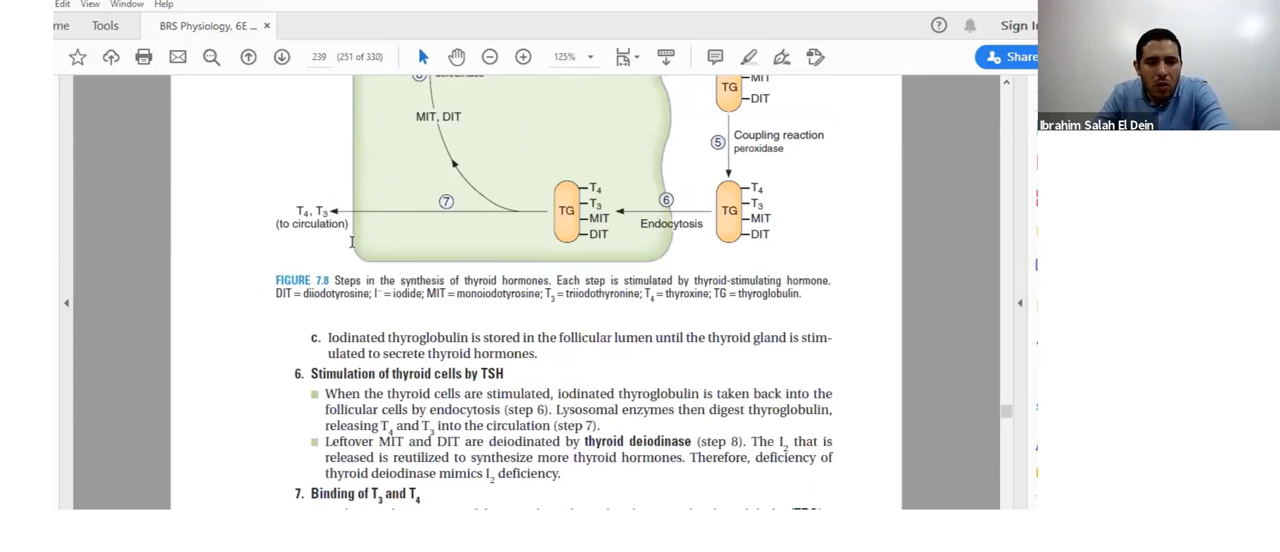 Edit View Window Help
me Tools BRS Physiology, 6E ... × Sign In
239 (251 of 330) 125% Share
MIT
TG
DIT
MIT, DIT
5 Coupling reaction
peroxidase
T4
T3
TG MIT
DIT
6
Endocytosis
T4
T3
TG MIT
DIT
7
T4, T3
(to circulation)
FIGURE 7.8 Steps in the synthesis of thyroid hormones. Each step is stimulated by thyroid-stimulating hormone.
DIT = diiodotyrosine; I⁻ = iodide; MIT = monoiodotyrosine; T3 = triiodothyronine; T4 = thyroxine; TG = thyroglobulin.
c. Iodinated thyroglobulin is stored in the follicular lumen until the thyroid gland is stim-
ulated to secrete thyroid hormones.
6. Stimulation of thyroid cells by TSH
When the thyroid cells are stimulated, iodinated thyroglobulin is taken back into the
follicular cells by endocytosis (step 6). Lysosomal enzymes then digest thyroglobulin,
releasing T4 and T3 into the circulation (step 7).
Leftover MIT and DIT are deiodinated by thyroid deiodinase (step 8). The I2 that is
released is reutilized to synthesize more thyroid hormones. Therefore, deficiency of
thyroid deiodinase mimics I2 deficiency.
7. Binding of T3 and T4
Ibrahim Salah El Dein